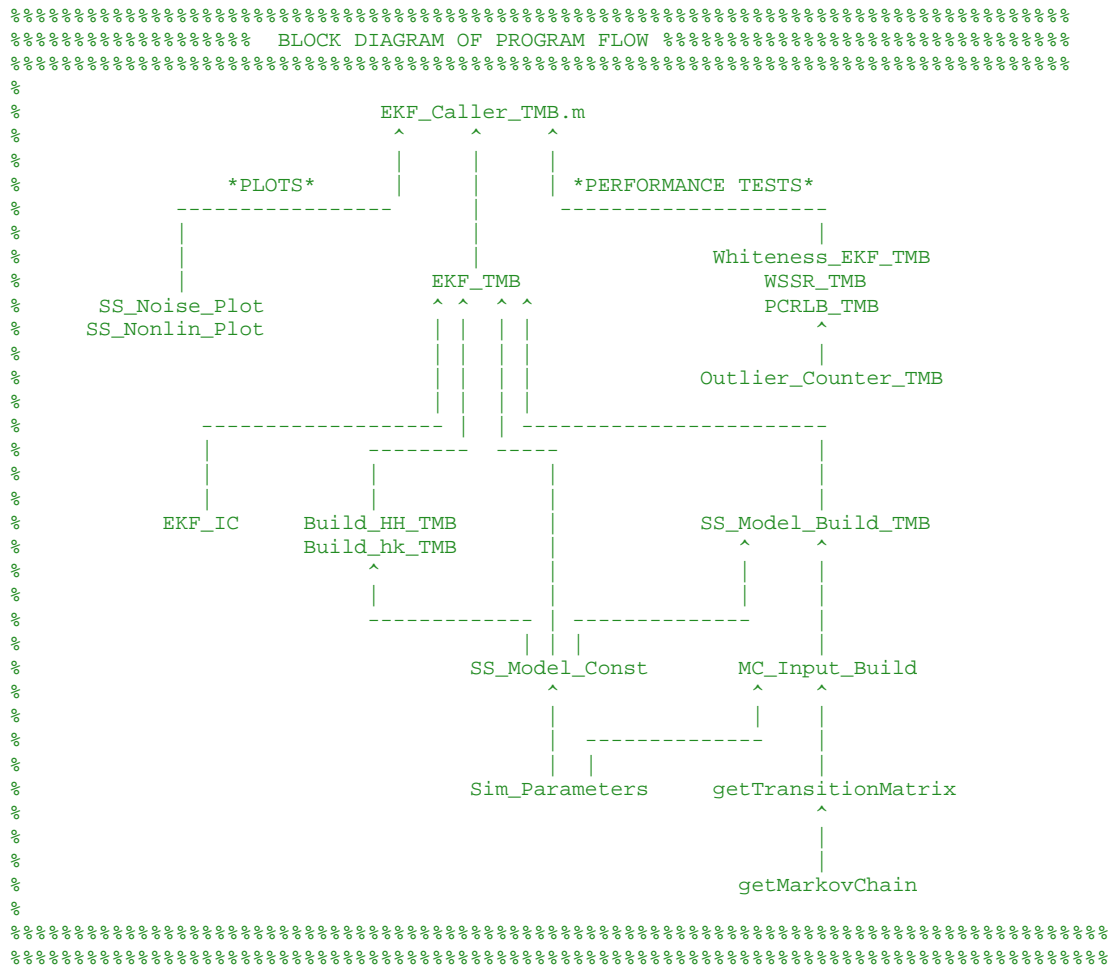 %%%%%%%%%%%%%%%%%%%%%%%%%%%%%%%%%%%%%%%%%%%%%%%%%%%%%%%%%%%%%%%%%%%%%%%%%%%%%%%%%%%%%
%%%%%%%%%%%%%%%%%%%  BLOCK DIAGRAM OF PROGRAM FLOW %%%%%%%%%%%%%%%%%%%%%%%%%%%%%%%%
%%%%%%%%%%%%%%%%%%%%%%%%%%%%%%%%%%%%%%%%%%%%%%%%%%%%%%%%%%%%%%%%%%%%%%%%%%%%%%%%%%%%%
%
%                            EKF_Caller_TMB.m
%                             ^     ^     ^
%                             |     |     |
%                *PLOTS*      |     |     | *PERFORMANCE TESTS*
%            -----------------      |      ---------------------
%            |                      |                          |
%            |                      |                  Whiteness_EKF_TMB
%            |                   EKF_TMB                   WSSR_TMB
%      SS_Noise_Plot             ^ ^  ^ ^                  PCRLB_TMB
%     SS_Nonlin_Plot             | |  | |                      ^
%                                | |  | |                      |
%                                | |  | |             Outlier_Counter_TMB
%                                | |  | |
%              ------------------- |  | ------------------------
%              |            --------  -----                    |
%              |            |             |                    |
%              |            |             |                    |
%           EKF_IC     Build_HH_TMB       |           SS_Model_Build_TMB
%                      Build_hk_TMB       |              ^     ^
%                           ^             |              |     |
%                           |             |              |     |
%                           ------------- | --------------     |
%                                       | | |                  |
%                                   SS_Model_Const       MC_Input_Build
%                                         ^               ^    ^
%                                         |               |    |
%                                         |  --------------    |
%                                         |  |                 |
%                                   Sim_Parameters     getTransitionMatrix
%                                                              ^
%                                                              |
%                                                              |
%                                                        getMarkovChain
%
%%%%%%%%%%%%%%%%%%%%%%%%%%%%%%%%%%%%%%%%%%%%%%%%%%%%%%%%%%%%%%%%%%%%%%%%%%%%%%%%%%%%%%%%
%%%%%%%%%%%%%%%%%%%%%%%%%%%%%%%%%%%%%%%%%%%%%%%%%%%%%%%%%%%%%%%%%%%%%%%%%%%%%%%%%%%%%%%%